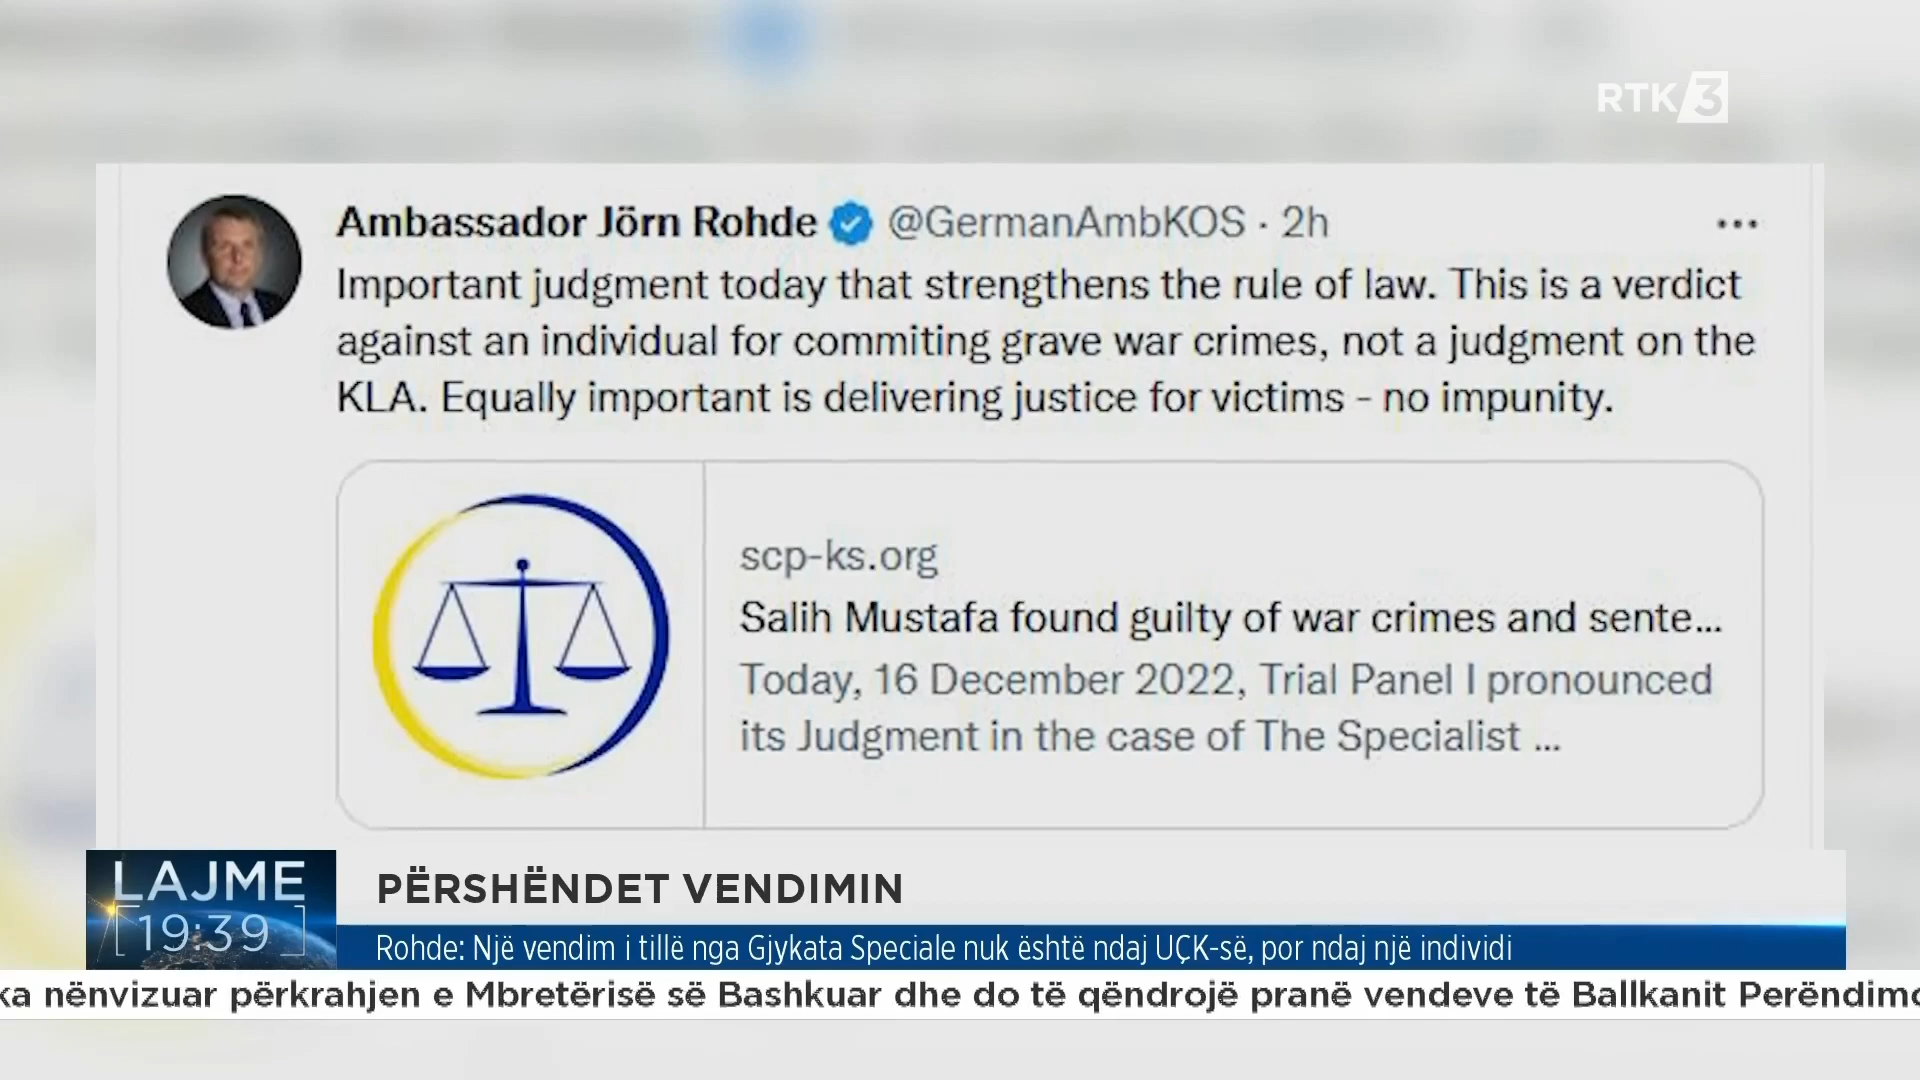 RTK 3
Ambassador Jörn Rohde @GermanAmbKOS · 2h
Important judgment today that strengthens the rule of law. This is a verdict
against an individual for commiting grave war crimes, not a judgment on the
KLA. Equally important is delivering justice for victims - no impunity.
scp-ks.org
Salih Mustafa found guilty of war crimes and sente...
Today, 16 December 2022, Trial Panel I pronounced
its Judgment in the case of The Specialist ...
LAJME
19:39
PËRSHËNDET VENDIMIN
Rohde: Një vendim i tillë nga Gjykata Speciale nuk është ndaj UÇK-së, por ndaj një individi
ka nënvizuar përkrahjen e Mbretërisë së Bashkuar dhe do të qëndrojë pranë vendeve të Ballkanit Perëndimo